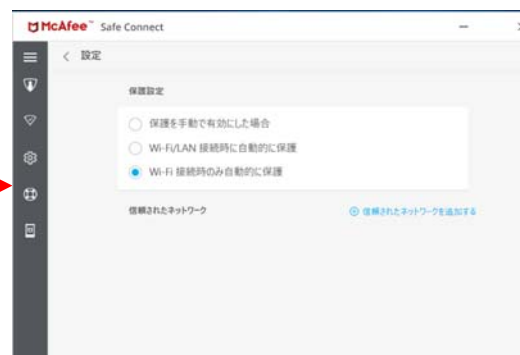 McAfee™ Safe Connect
設定
保護設定
保護を手動で有効にした場合
Wi-Fi/LAN 接続時に自動的に保護
Wi-Fi 接続時のみ自動的に保護
信頼されたネットワーク
信頼されたネットワークを追加する